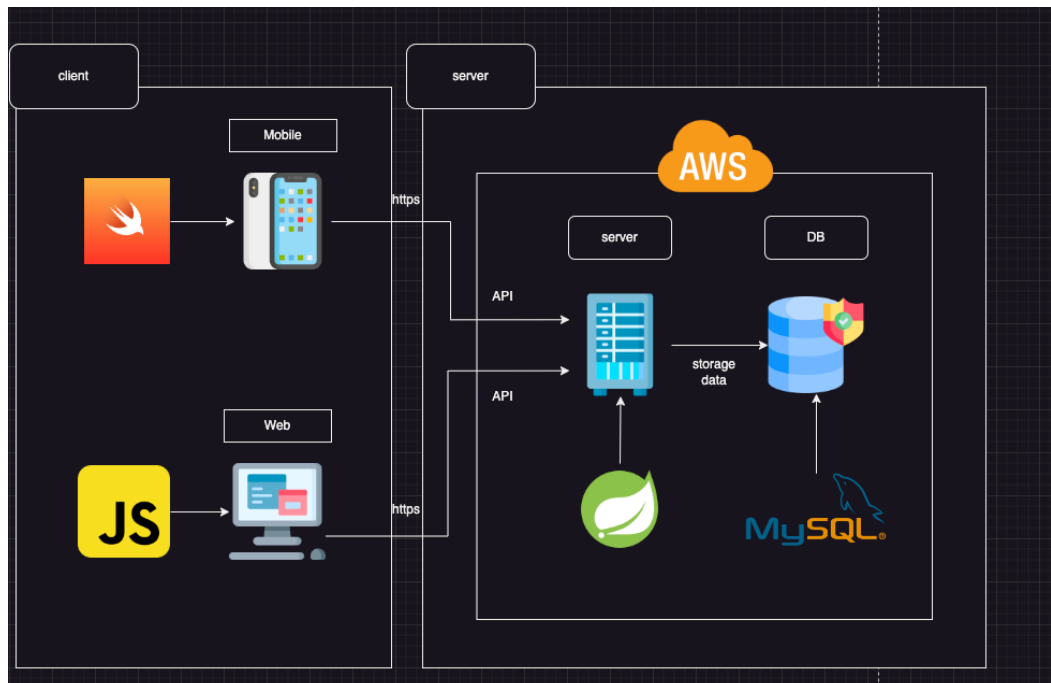 client
server
Mobile
AWS
https
server
DB
API
storage
data
API
Web
JS
https
MySQL®